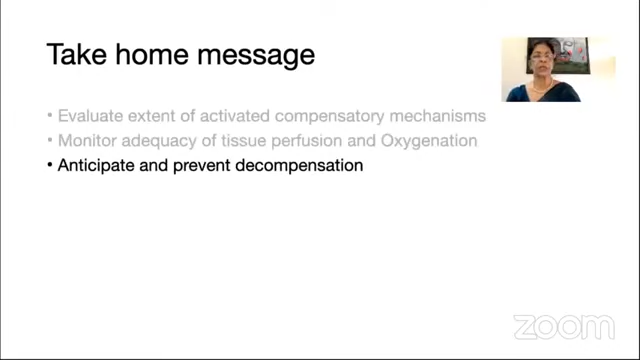 Take home message
• Evaluate extent of activated compensatory mechanisms
• Monitor adequacy of tissue perfusion and Oxygenation
• Anticipate and prevent decompensation
zoom